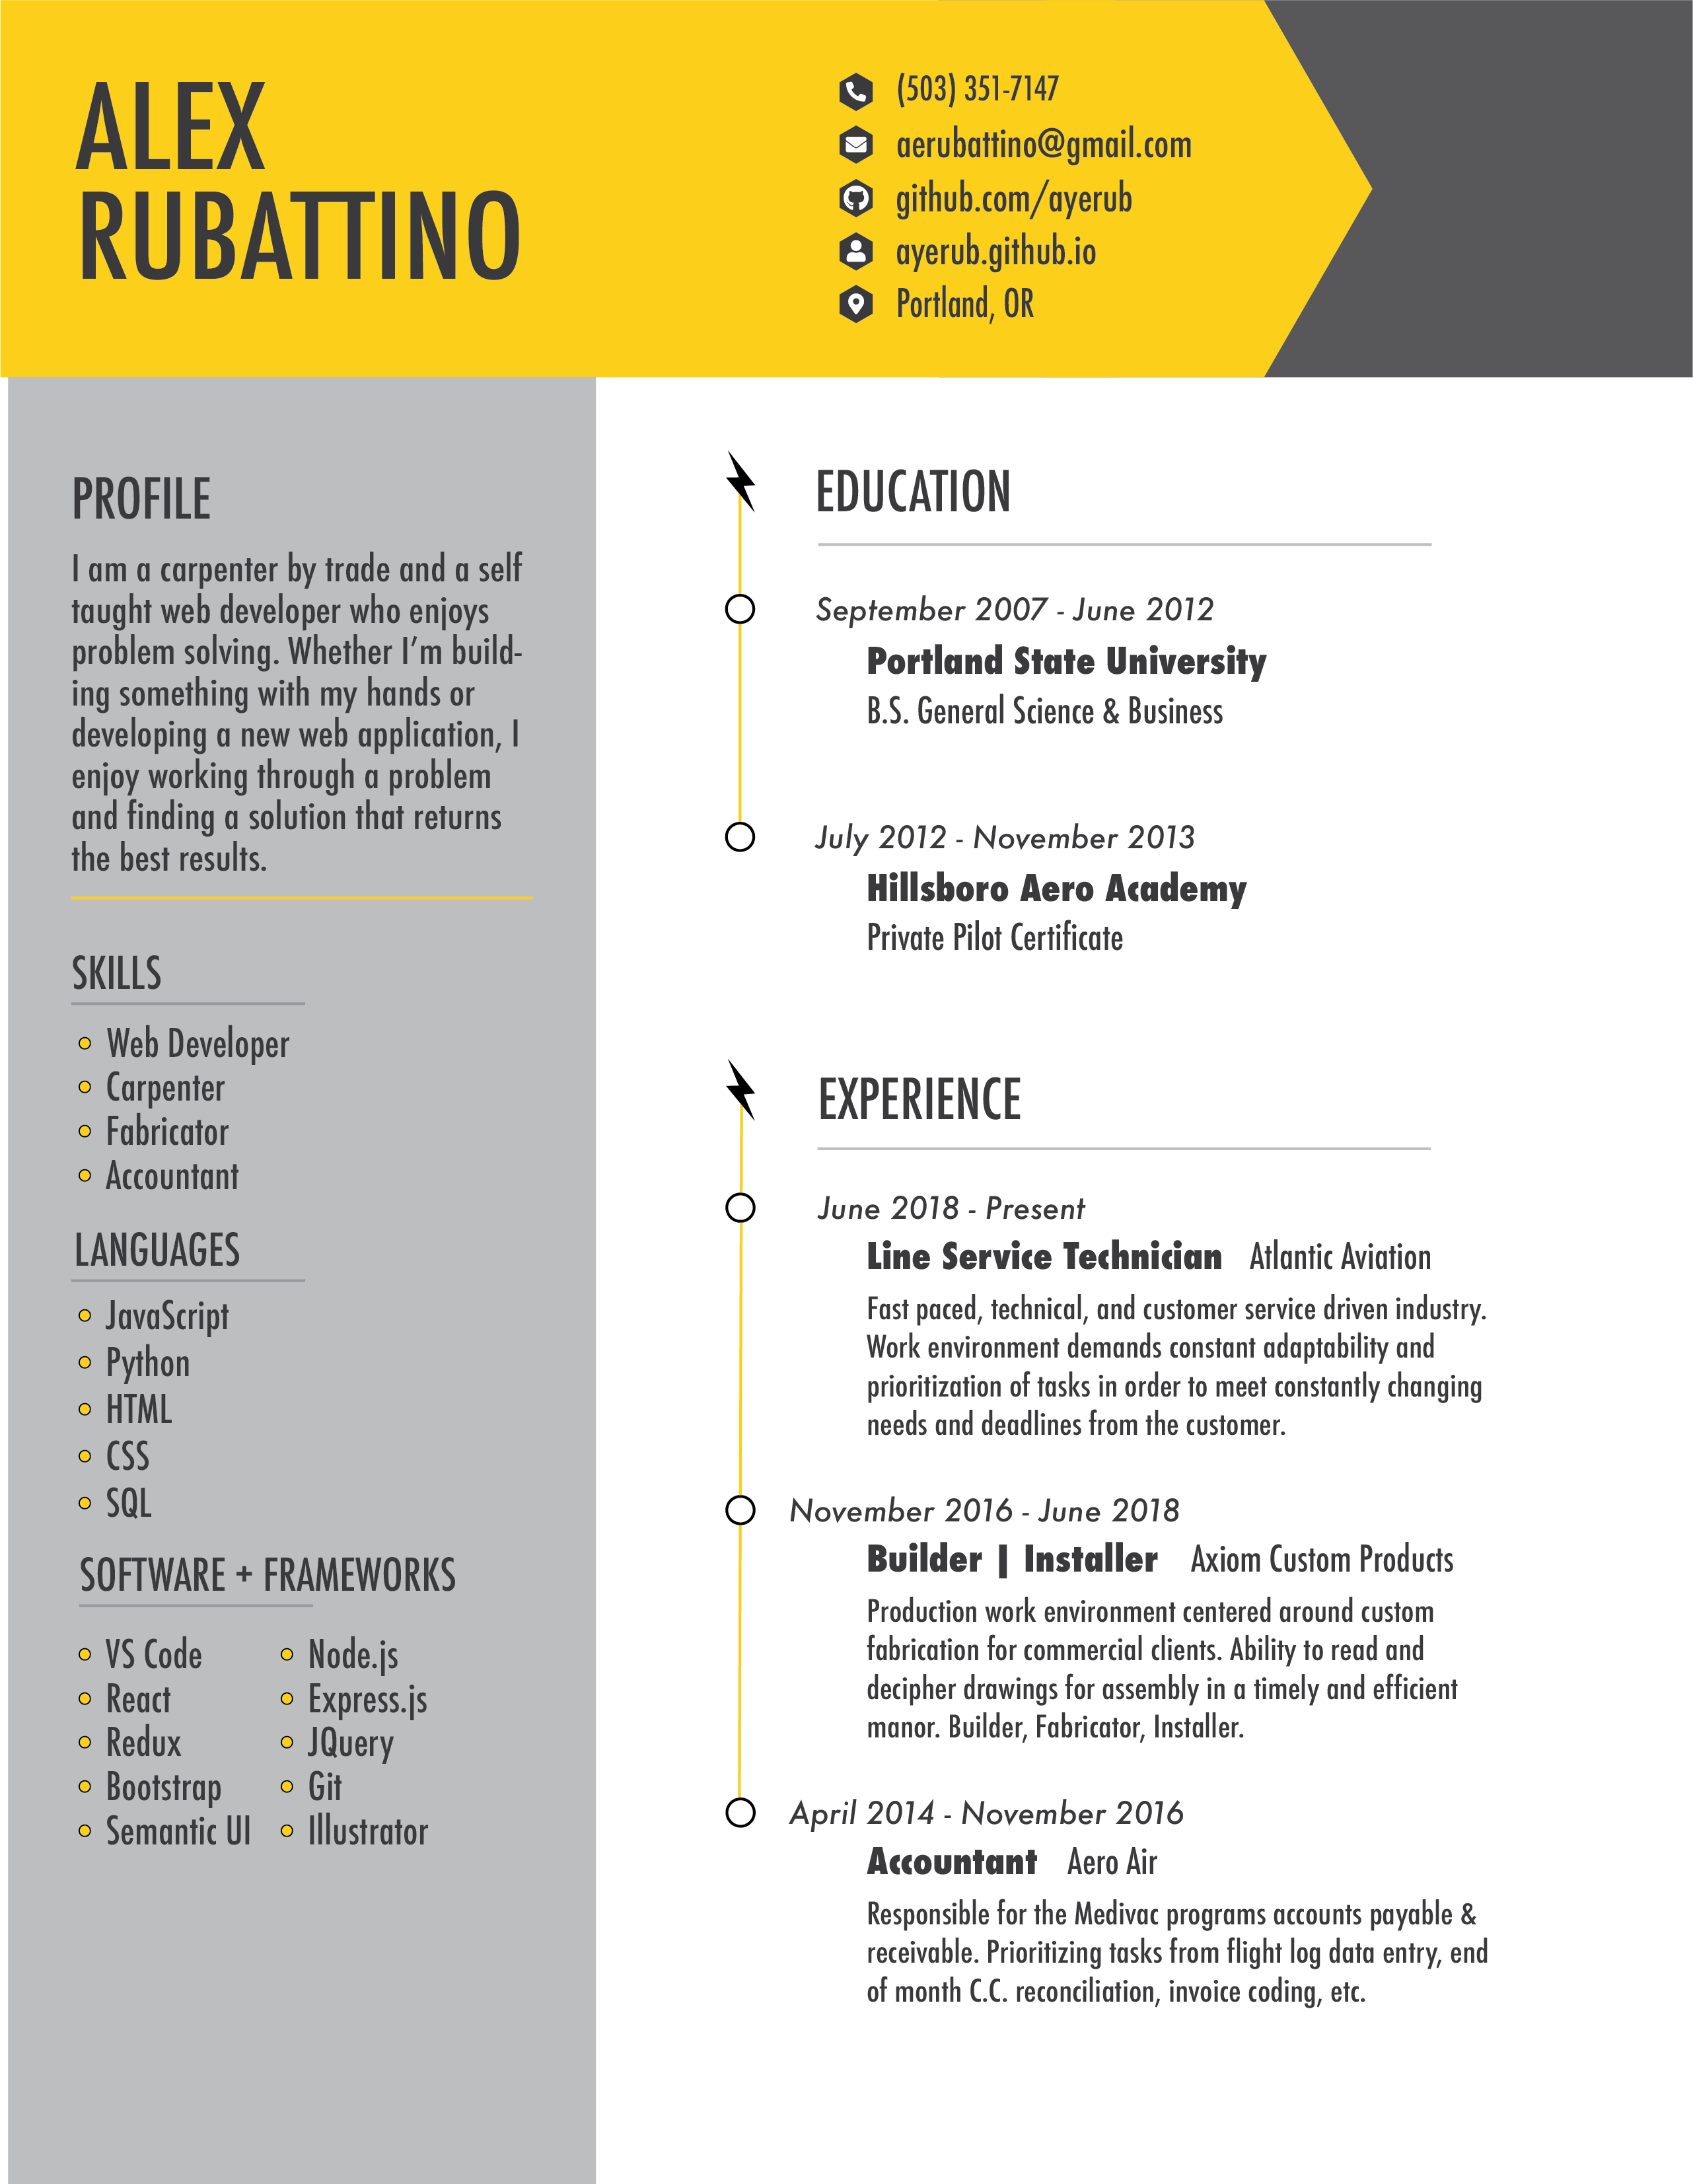 ALEX
RUBATTINO
(503) 351-7147
aerubattino@gmail.com
github.com/ayerub
ayerub.github.io
Portland, OR
PROFILE
I am a carpenter by trade and a self
taught web developer who enjoys
problem solving. Whether I'm build-
ing something with my hands or
developing a new web application, I
enjoy working through a problem
and finding a solution that returns
the best results.
SKILLS
Web Developer
Carpenter
Fabricator
Accountant
LANGUAGES
JavaScript
Python
HTML
CSS
SQL
SOFTWARE + FRAMEWORKS
VS Code
React
Redux
Bootstrap
Semantic UI
Node.js
Express.js
JQuery
Git
Illustrator
EDUCATION
September 2007 - June 2012
Portland State University
B.S. General Science & Business
July 2012 - November 2013
Hillsboro Aero Academy
Private Pilot Certificate
EXPERIENCE
June 2018 - Present
Line Service Technician Atlantic Aviation
Fast paced, technical, and customer service driven industry.
Work environment demands constant adaptability and
prioritization of tasks in order to meet constantly changing
needs and deadlines from the customer.
November 2016 - June 2018
Builder | Installer Axiom Custom Products
Production work environment centered around custom
fabrication for commercial clients. Ability to read and
decipher drawings for assembly in a timely and efficient
manor. Builder, Fabricator, Installer.
April 2014 - November 2016
Accountant Aero Air
Responsible for the Medivac programs accounts payable &
receivable. Prioritizing tasks from flight log data entry, end
of month C.C. reconciliation, invoice coding, etc.